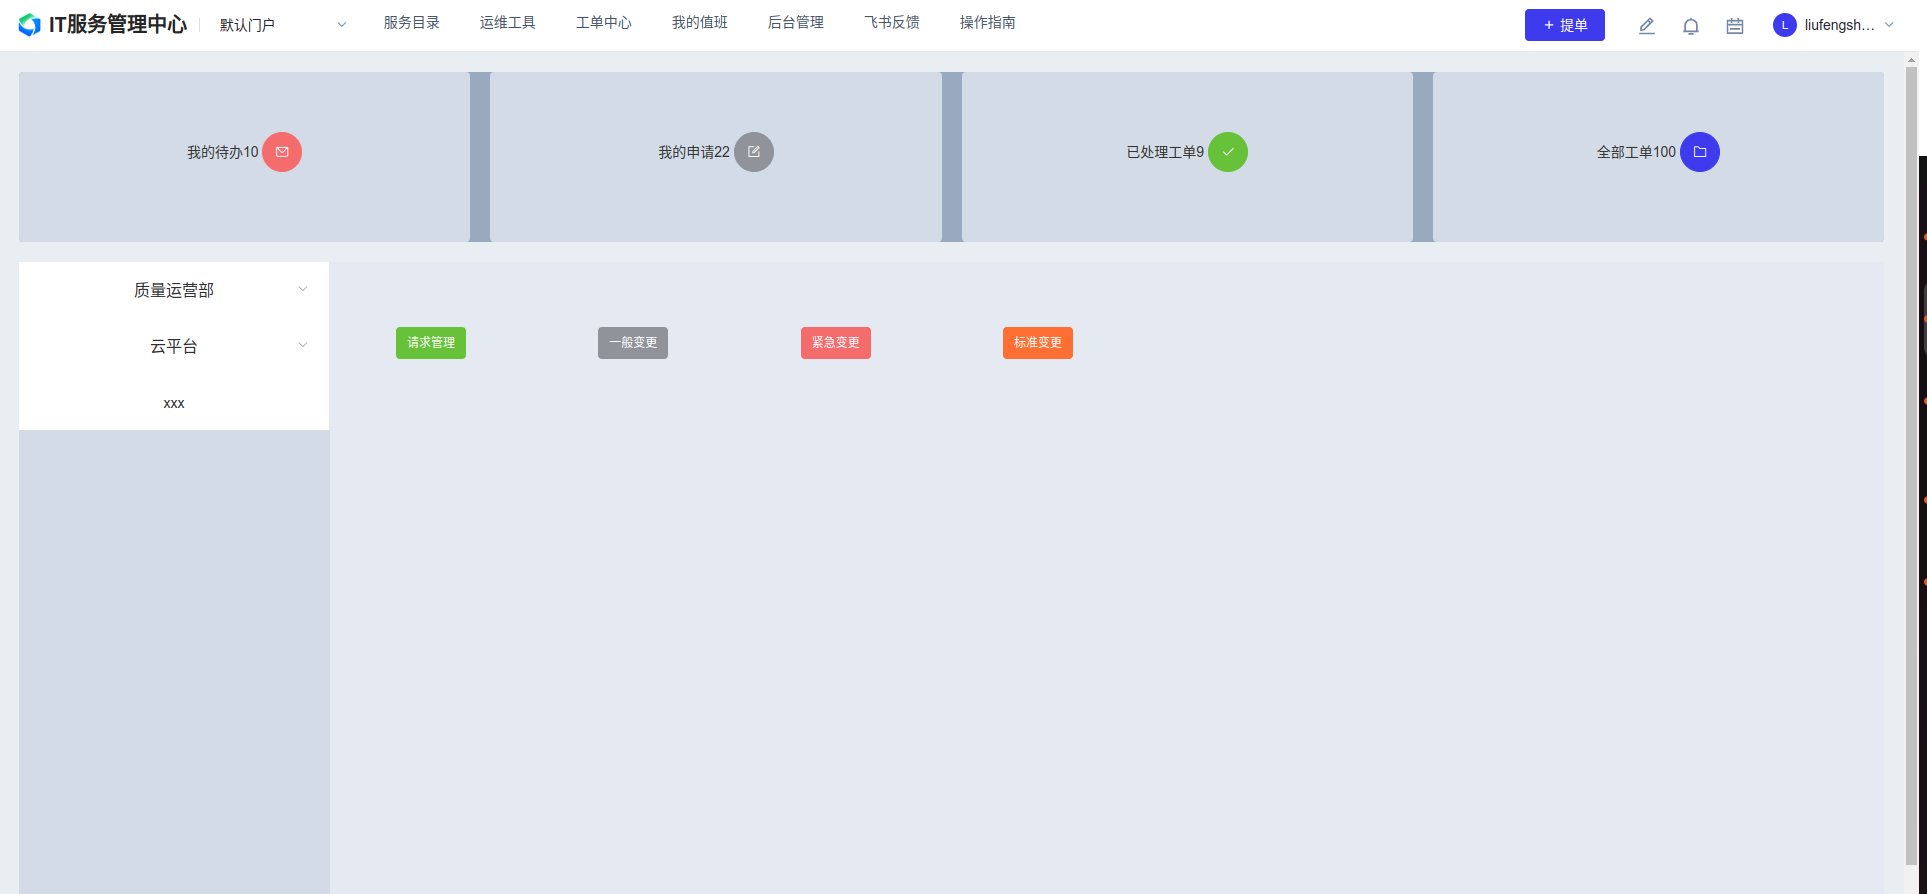 IT服务管理中心 默认门户 服务目录 运维工具 工单中心 我的值班 后台管理 飞书反馈 操作指南 + 提单 L liufengsh...
我的待办10 我的申请22 已处理工单9 全部工单100
质量运营部
云平台
xxx
请求管理 一般变更 紧急变更 标准变更